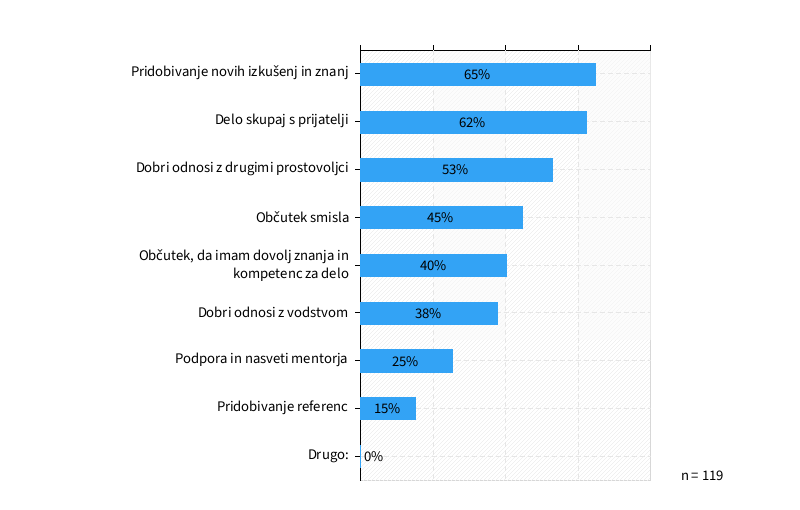 Pridobivanje novih izkušenj in znanj
65%
Delo skupaj s prijatelji
62%
Dobri odnosi z drugimi prostovoljci
53%
Občutek smisla
45%
Občutek, da imam dovolj znanja in
kompetenc za delo
40%
Dobri odnosi z vodstvom
38%
Podpora in nasveti mentorja
25%
Pridobivanje referenc
15%
Drugo:
0%
n = 119